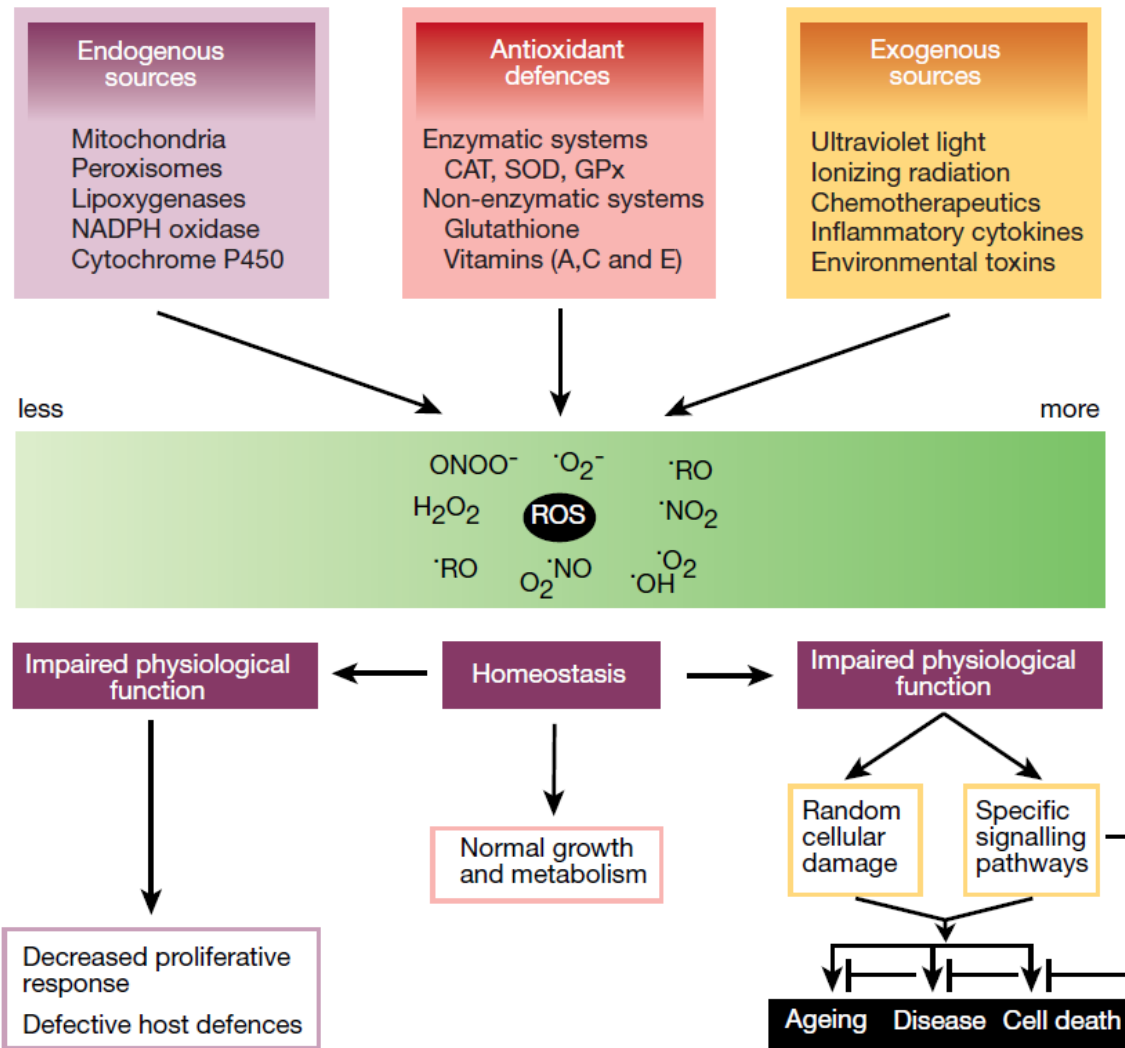 Endogenous
sources
Mitochondria
Peroxisomes
Lipoxygenases
NADPH oxidase
Cytochrome P450
Antioxidant
defences
Enzymatic systems
CAT, SOD, GPx
Non-enzymatic systems
Glutathione
Vitamins (A,C and E)
Exogenous
sources
Ultraviolet light
Ionizing radiation
Chemotherapeutics
Inflammatory cytokines
Environmental toxins
less
more
ONOO⁻ ·O₂⁻ ·RO
H₂O₂ ROS ·NO₂
·RO O₂·NO ·OH ·O₂
Impaired physiological
function
Homeostasis
Impaired physiological
function
Random
cellular
damage
Specific
signalling
pathways
Normal growth
and metabolism
Decreased proliferative
response
Defective host defences
Ageing Disease Cell death